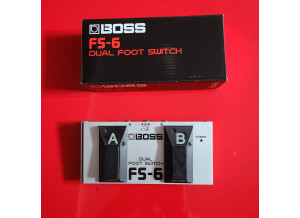 BOSS
FS-6
DUAL FOOT SWITCH
BOSS
A
B
DUAL
FOOT SWITCH
FS-6